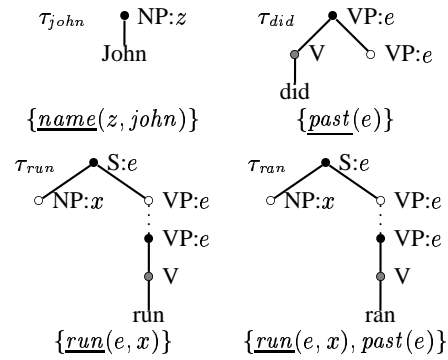 τjohn NP:z
John
{name(z, john)}
τdid VP:e
V VP:e
did
{past(e)}
τrun S:e
NP:x VP:e
VP:e
V
run
{run(e, x)}
τran S:e
NP:x VP:e
VP:e
V
ran
{run(e, x), past(e)}